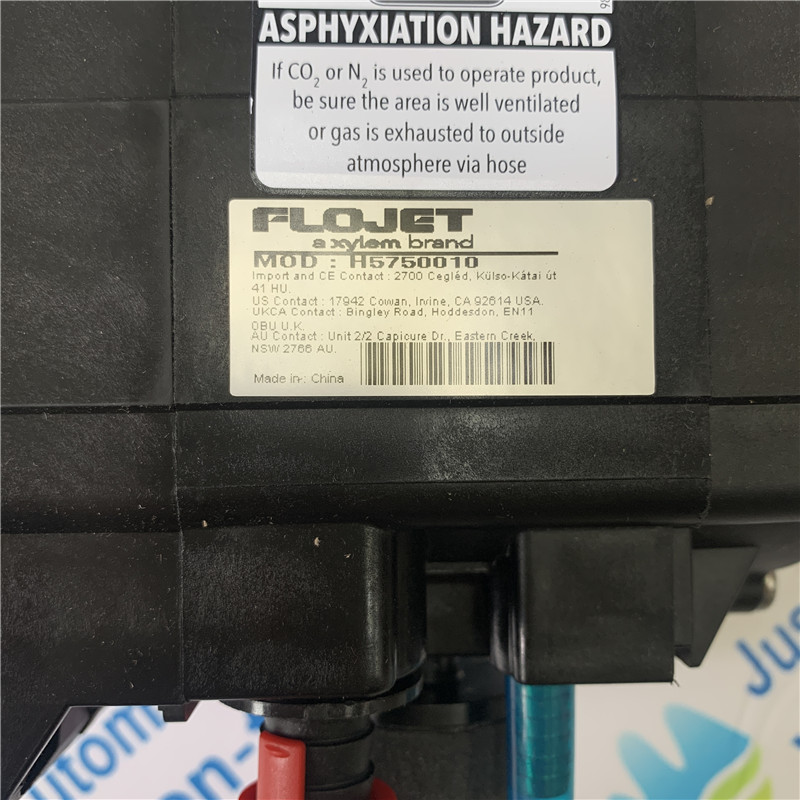 ASPHYXIATION HAZARD
If CO2 or N2 is used to operate product,
be sure the area is well ventilated
or gas is exhausted to outside
atmosphere via hose
FLOJET
a xylem brand
MOD : H5750010
Import and CE Contact : 2700 Cegléd, Külso-Kátai út
41 HU.
US Contact : 17942 Cowan, Irvine, CA 92614 USA.
UKCA Contact : Bingley Road, Hoddesdon, EN11
0BU U.K.
AU Contact : Unit 2/2 Capicure Dr., Eastern Creek,
NSW 2766 AU.
Made in : China